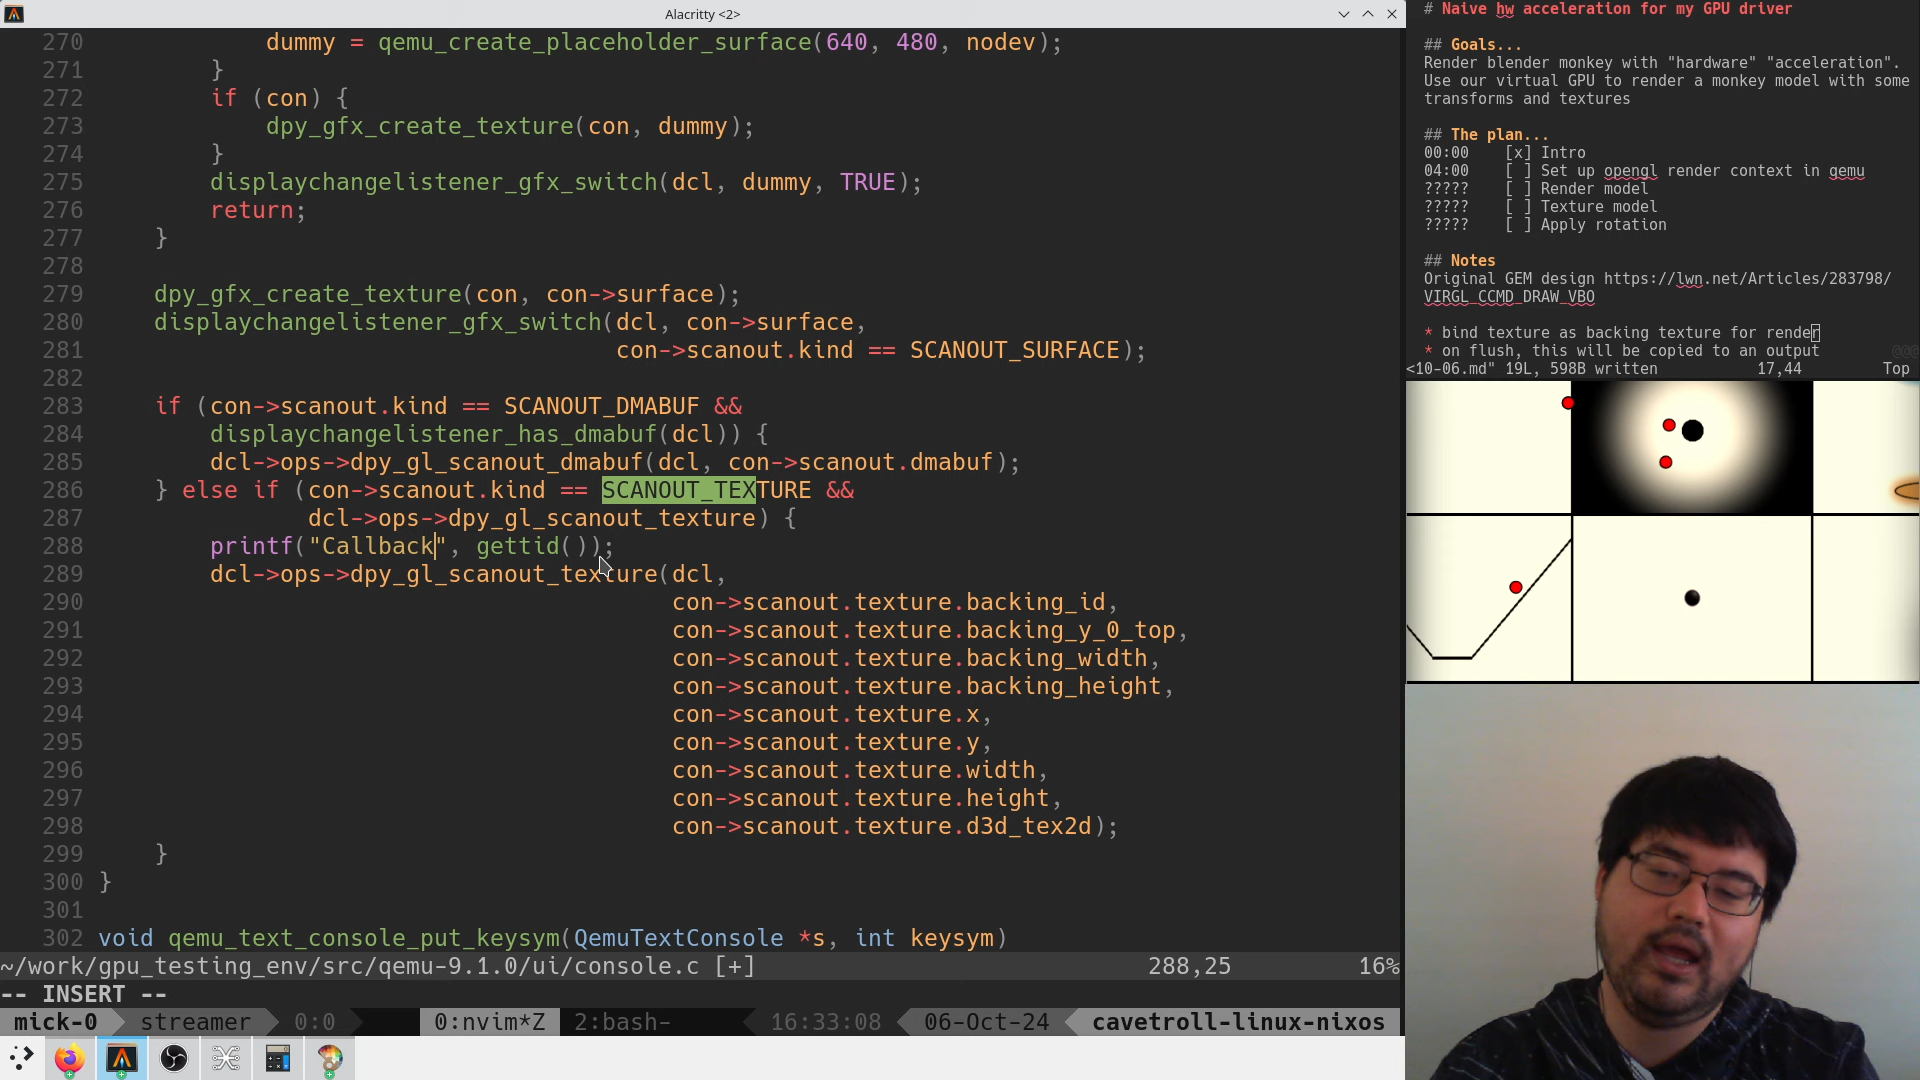 Alacritty <2>
270 dummy = qemu_create_placeholder_surface(640, 480, nodev);
271 }
272 if (con) {
273 dpy_gfx_create_texture(con, dummy);
274 }
275 displaychangelistener_gfx_switch(dcl, dummy, TRUE);
276 return;
277 }
278
279 dpy_gfx_create_texture(con, con->surface);
280 displaychangelistener_gfx_switch(dcl, con->surface,
281 con->scanout.kind == SCANOUT_SURFACE);
282
283 if (con->scanout.kind == SCANOUT_DMABUF &&
284 displaychangelistener_has_dmabuf(dcl)) {
285 dcl->ops->dpy_gl_scanout_dmabuf(dcl, con->scanout.dmabuf);
286 } else if (con->scanout.kind == SCANOUT_TEXTURE &&
287 dcl->ops->dpy_gl_scanout_texture) {
288 printf("Callback", gettid());
289 dcl->ops->dpy_gl_scanout_texture(dcl,
290 con->scanout.texture.backing_id,
291 con->scanout.texture.backing_y_0_top,
292 con->scanout.texture.backing_width,
293 con->scanout.texture.backing_height,
294 con->scanout.texture.x,
295 con->scanout.texture.y,
296 con->scanout.texture.width,
297 con->scanout.texture.height,
298 con->scanout.texture.d3d_tex2d);
299 }
300 }
301
302 void qemu_text_console_put_keysym(QemuTextConsole *s, int keysym)
~/work/gpu_testing_env/src/qemu-9.1.0/ui/console.c [+] 288,25 16%
-- INSERT --
mick-0 streamer 0:0 0:nvim*Z 2:bash- 16:33:08 06-Oct-24 cavetroll-linux-nixos
# Naive hw acceleration for my GPU driver
## Goals...
Render blender monkey with "hardware" "acceleration".
Use our virtual GPU to render a monkey model with some
transforms and textures
## The plan...
00:00 [x] Intro
04:00 [ ] Set up opengl render context in qemu
????? [ ] Render model
????? [ ] Texture model
????? [ ] Apply rotation
## Notes
Original GEM design https://lwn.net/Articles/283798/
VIRGL_CCMD_DRAW_VBO
* bind texture as backing texture for render
* on flush, this will be copied to an output @@@
<10-06.md" 19L, 598B written 17,44 Top